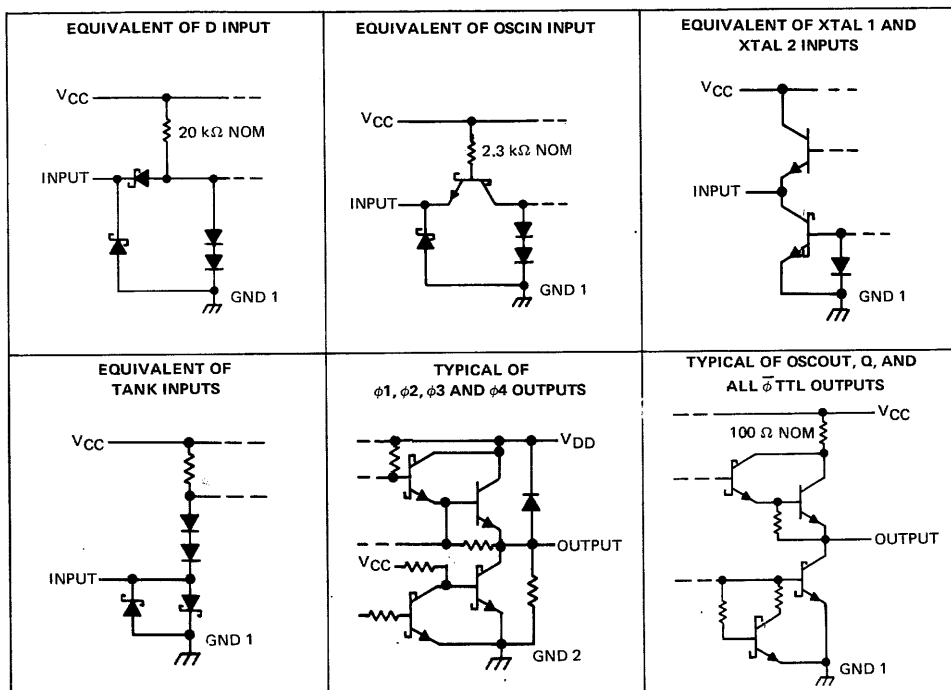 EQUIVALENT OF D INPUT
VCC
20 kΩ NOM
INPUT
GND 1
EQUIVALENT OF OSCIN INPUT
VCC
2.3 kΩ NOM
INPUT
GND 1
EQUIVALENT OF XTAL 1 AND
XTAL 2 INPUTS
VCC
INPUT
GND 1
EQUIVALENT OF
TANK INPUTS
VCC
INPUT
GND 1
TYPICAL OF
ϕ1, ϕ2, ϕ3 AND ϕ4 OUTPUTS
VDD
OUTPUT
VCC
GND 2
TYPICAL OF OSCOUT, Q, AND
ALL ϕ̅ TTL OUTPUTS
VCC
100 Ω NOM
OUTPUT
GND 1